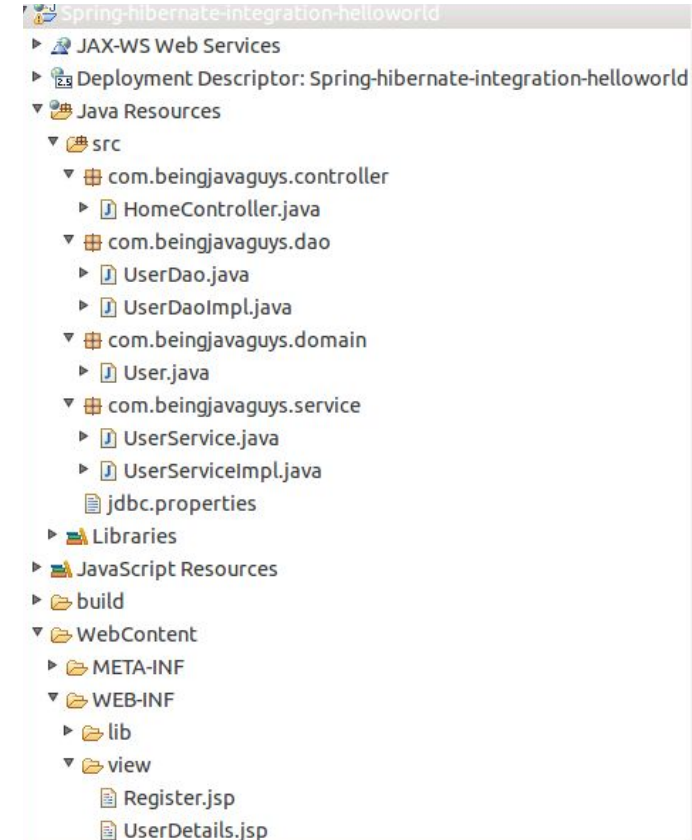 Spring-hibernate-integration-helloworld
JAX-WS Web Services
Deployment Descriptor: Spring-hibernate-integration-helloworld
Java Resources
src
com.beingjavaguys.controller
HomeController.java
com.beingjavaguys.dao
UserDao.java
UserDaoImpl.java
com.beingjavaguys.domain
User.java
com.beingjavaguys.service
UserService.java
UserServiceImpl.java
jdbc.properties
Libraries
JavaScript Resources
build
WebContent
META-INF
WEB-INF
lib
view
Register.jsp
UserDetails.jsp